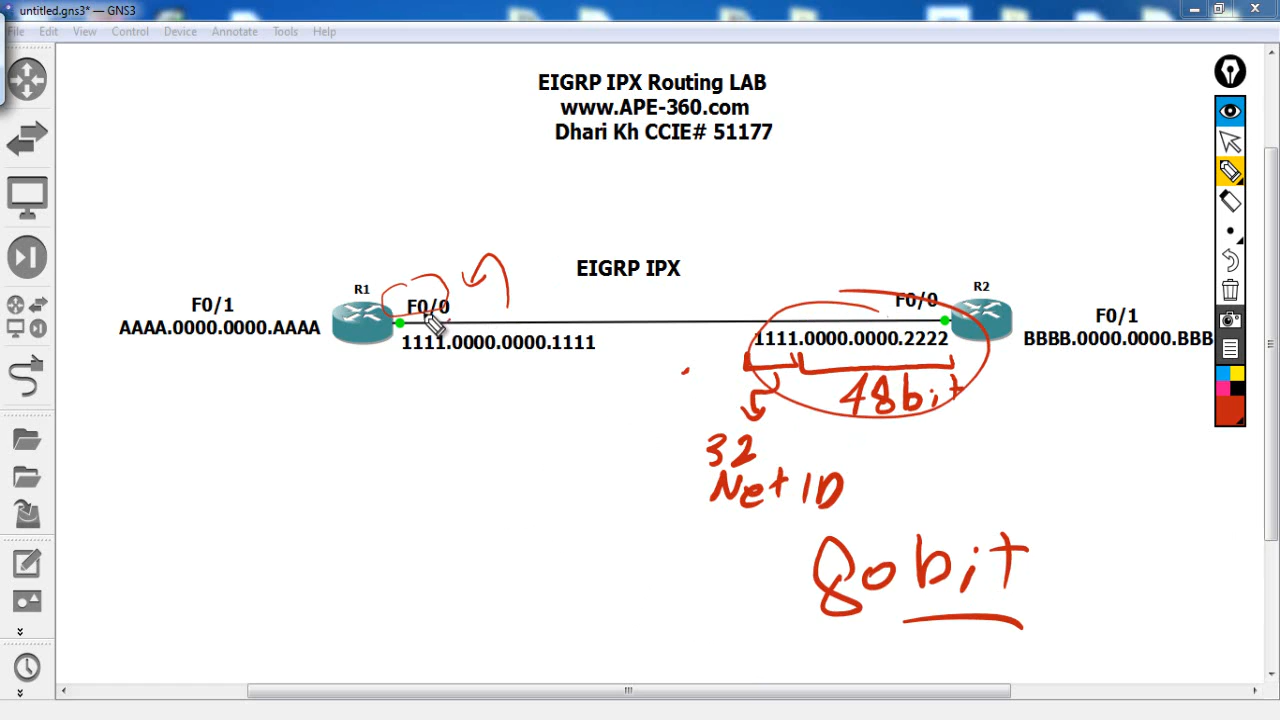 untitled.gns3* — GNS3
File Edit View Control Device Annotate Tools Help
EIGRP IPX Routing LAB
www.APE-360.com
Dhari Kh CCIE# 51177
EIGRP IPX
R1
R2
F0/1
F0/0
F0/0
F0/1
AAAA.0000.0000.AAAA
1111.0000.0000.1111
1111.0000.0000.2222
BBBB.0000.0000.BBB
48bit
32
Net ID
80bit